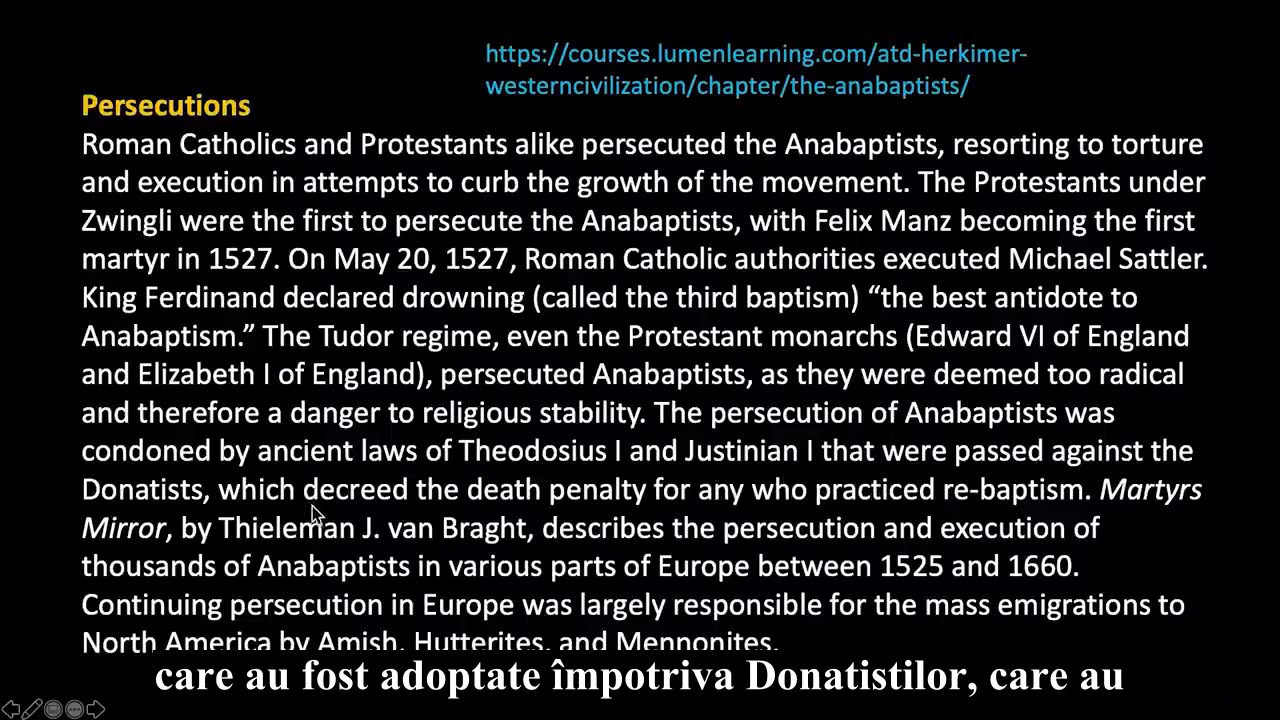 https://courses.lumenlearning.com/atd-herkimer-
westerncivilization/chapter/the-anabaptists/
Persecutions
Roman Catholics and Protestants alike persecuted the Anabaptists, resorting to torture
and execution in attempts to curb the growth of the movement. The Protestants under
Zwingli were the first to persecute the Anabaptists, with Felix Manz becoming the first
martyr in 1527. On May 20, 1527, Roman Catholic authorities executed Michael Sattler.
King Ferdinand declared drowning (called the third baptism) “the best antidote to
Anabaptism.” The Tudor regime, even the Protestant monarchs (Edward VI of England
and Elizabeth I of England), persecuted Anabaptists, as they were deemed too radical
and therefore a danger to religious stability. The persecution of Anabaptists was
condoned by ancient laws of Theodosius I and Justinian I that were passed against the
Donatists, which decreed the death penalty for any who practiced re-baptism. Martyrs
Mirror, by Thieleman J. van Braght, describes the persecution and execution of
thousands of Anabaptists in various parts of Europe between 1525 and 1660.
Continuing persecution in Europe was largely responsible for the mass emigrations to
North America by Amish, Hutterites, and Mennonites.
care au fost adoptate împotriva Donatistilor, care au